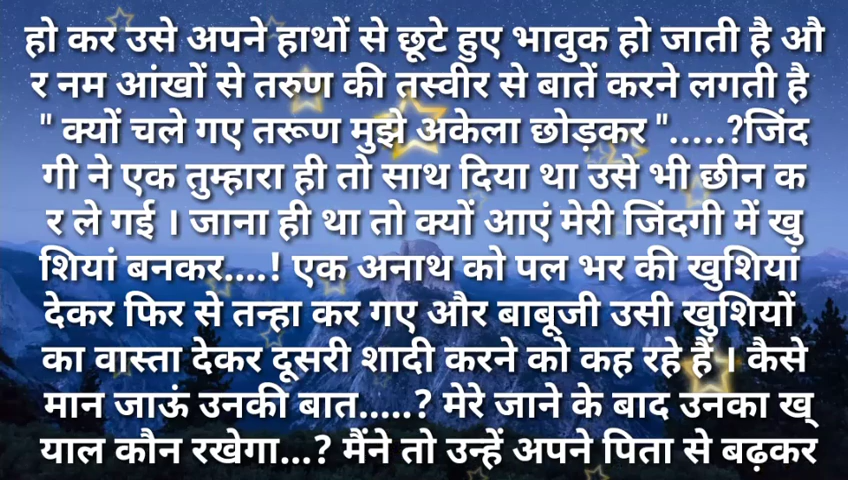 हो कर उसे अपने हाथों से छूटे हुए भावुक हो जाती है औ
र नम आंखों से तरुण की तस्वीर से बातें करने लगती है
" क्यों चले गए तरूण मुझे अकेला छोड़कर ".....?जिंद
गी ने एक तुम्हारा ही तो साथ दिया था उसे भी छीन क
र ले गई । जाना ही था तो क्यों आएं मेरी जिंदगी में खु
शियां बनकर....! एक अनाथ को पल भर की खुशियां
देकर फिर से तन्हा कर गए और बाबूजी उसी खुशियों
का वास्ता देकर दूसरी शादी करने को कह रहे हैं । कैसे
मान जाऊं उनकी बात.....? मेरे जाने के बाद उनका ख्
याल कौन रखेगा...? मैंने तो उन्हें अपने पिता से बढ़कर